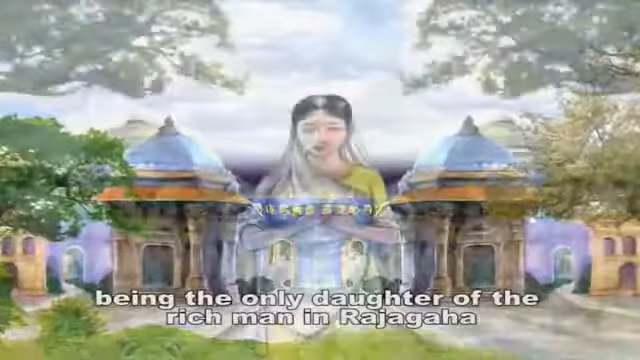 being the only daughter of the
rich man in Rajagaha